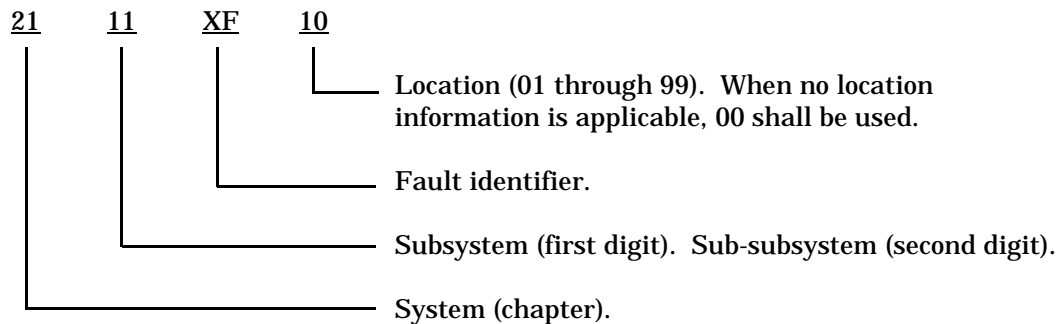 21 11 XF 10
Location (01 through 99).  When no location
information is applicable, 00 shall be used.
Fault identifier.
Subsystem (first digit).  Sub-subsystem (second digit).
System (chapter).